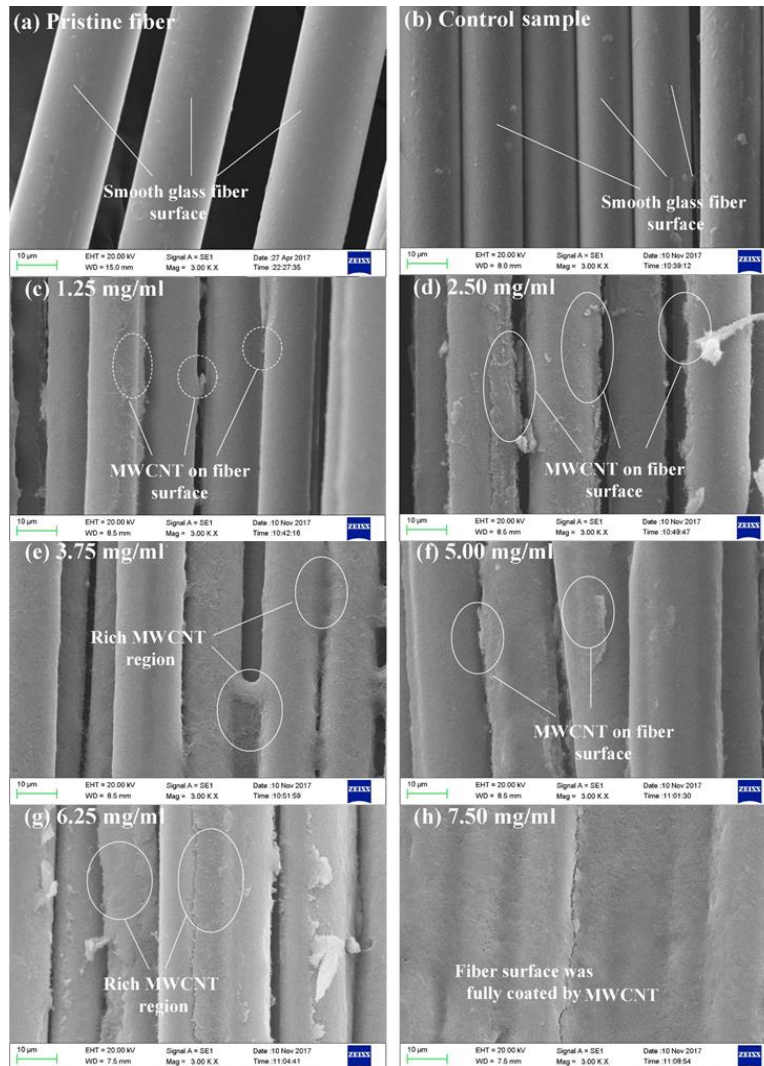 (a) Pristine fiber
Smooth glass fiber
surface
10 µm
EHT = 20.00 kV
WD = 15.0 mm
Signal A = SE1
Mag = 3.00 K X
Date :27 Apr 2017
Time :22:27:35
ZEISS
(b) Control sample
Smooth glass fiber
surface
10 µm
EHT = 20.00 kV
WD = 8.0 mm
Signal A = SE1
Mag = 3.00 K X
Date :10 Nov 2017
Time :10:39:12
ZEISS
(c) 1.25 mg/ml
MWCNT on fiber
surface
10 µm
EHT = 20.00 kV
WD = 8.5 mm
Signal A = SE1
Mag = 3.00 K X
Date :10 Nov 2017
Time :10:42:16
ZEISS
(d) 2.50 mg/ml
MWCNT on fiber
surface
10 µm
EHT = 20.00 kV
WD = 8.5 mm
Signal A = SE1
Mag = 3.00 K X
Date :10 Nov 2017
Time :10:49:47
ZEISS
(e) 3.75 mg/ml
Rich MWCNT
region
10 µm
EHT = 20.00 kV
WD = 8.5 mm
Signal A = SE1
Mag = 3.00 K X
Date :10 Nov 2017
Time :10:51:59
ZEISS
(f) 5.00 mg/ml
MWCNT on fiber
surface
10 µm
EHT = 20.00 kV
WD = 8.5 mm
Signal A = SE1
Mag = 3.00 K X
Date :10 Nov 2017
Time :11:01:30
ZEISS
(g) 6.25 mg/ml
Rich MWCNT
region
10 µm
EHT = 20.00 kV
WD = 7.5 mm
Signal A = SE1
Mag = 3.00 K X
Date :10 Nov 2017
Time :11:04:41
ZEISS
(h) 7.50 mg/ml
Fiber surface was
fully coated by MWCNT
10 µm
EHT = 20.00 kV
WD = 7.5 mm
Signal A = SE1
Mag = 3.00 K X
Date :10 Nov 2017
Time :11:08:54
ZEISS